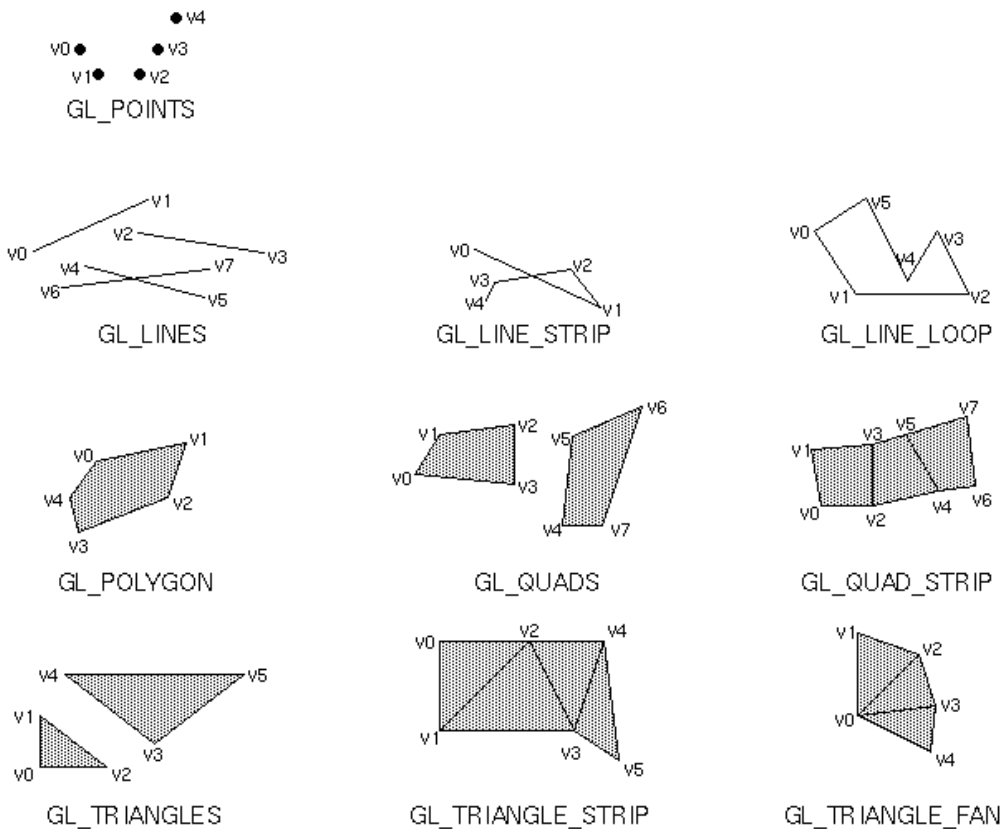 v4
v0 v3
v1 v2
GL_POINTS
v1
v2
v0 v3
v4 v7
v6 v5
GL_LINES
v0
v2
v3
v4 v1
GL_LINE_STRIP
v5
v0 v3
v4
v1 v2
GL_LINE_LOOP
v1
v0
v4 v2
v3
GL_POLYGON
v2
v1
v0 v3
v6
v5
v4 v7
GL_QUADS
v7
v5
v3
v1
v6
v4
v0 v2
GL_QUAD_STRIP
v4 v5
v1
v3
v0 v2
GL_TRIANGLES
v0 v2 v4
v1 v3
v5
GL_TRIANGLE_STRIP
v1
v2
v3
v0
v4
GL_TRIANGLE_FAN